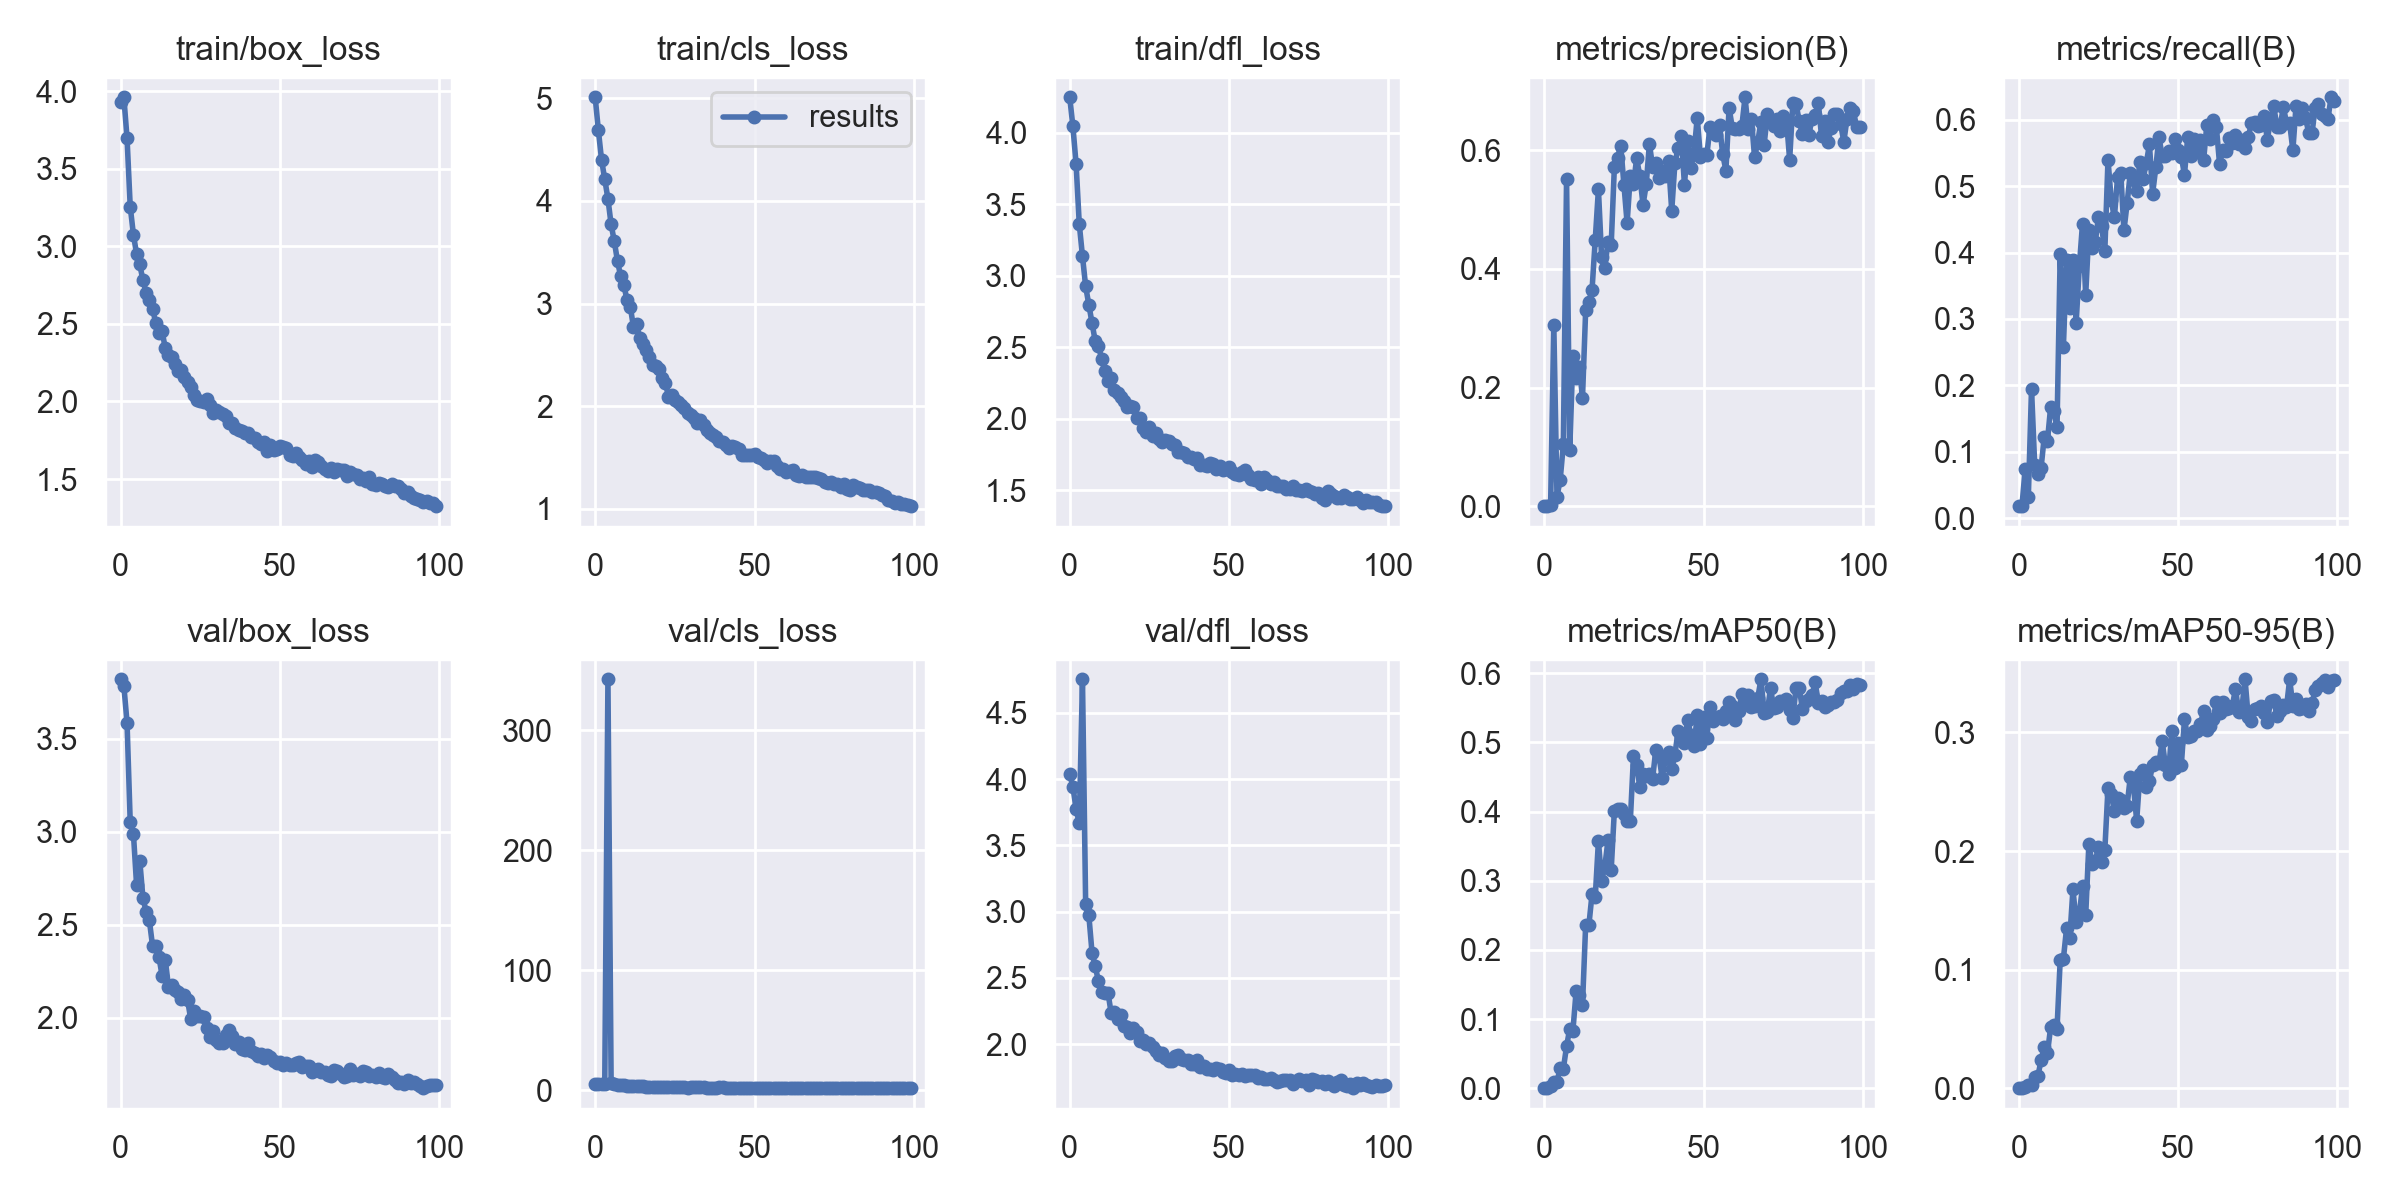 train/box_loss
train/cls_loss
train/dfl_loss
metrics/precision(B)
metrics/recall(B)
4.0
3.5
3.0
2.5
2.0
1.5
0 50 100
results
5
4
3
2
1
0 50 100
4.0
3.5
3.0
2.5
2.0
1.5
0 50 100
0.6
0.4
0.2
0.0
0 50 100
0.6
0.5
0.4
0.3
0.2
0.1
0.0
0 50 100
val/box_loss
val/cls_loss
val/dfl_loss
metrics/mAP50(B)
metrics/mAP50-95(B)
3.5
3.0
2.5
2.0
0 50 100
300
200
100
0
0 50 100
4.5
4.0
3.5
3.0
2.5
2.0
0 50 100
0.6
0.5
0.4
0.3
0.2
0.1
0.0
0 50 100
0.3
0.2
0.1
0.0
0 50 100